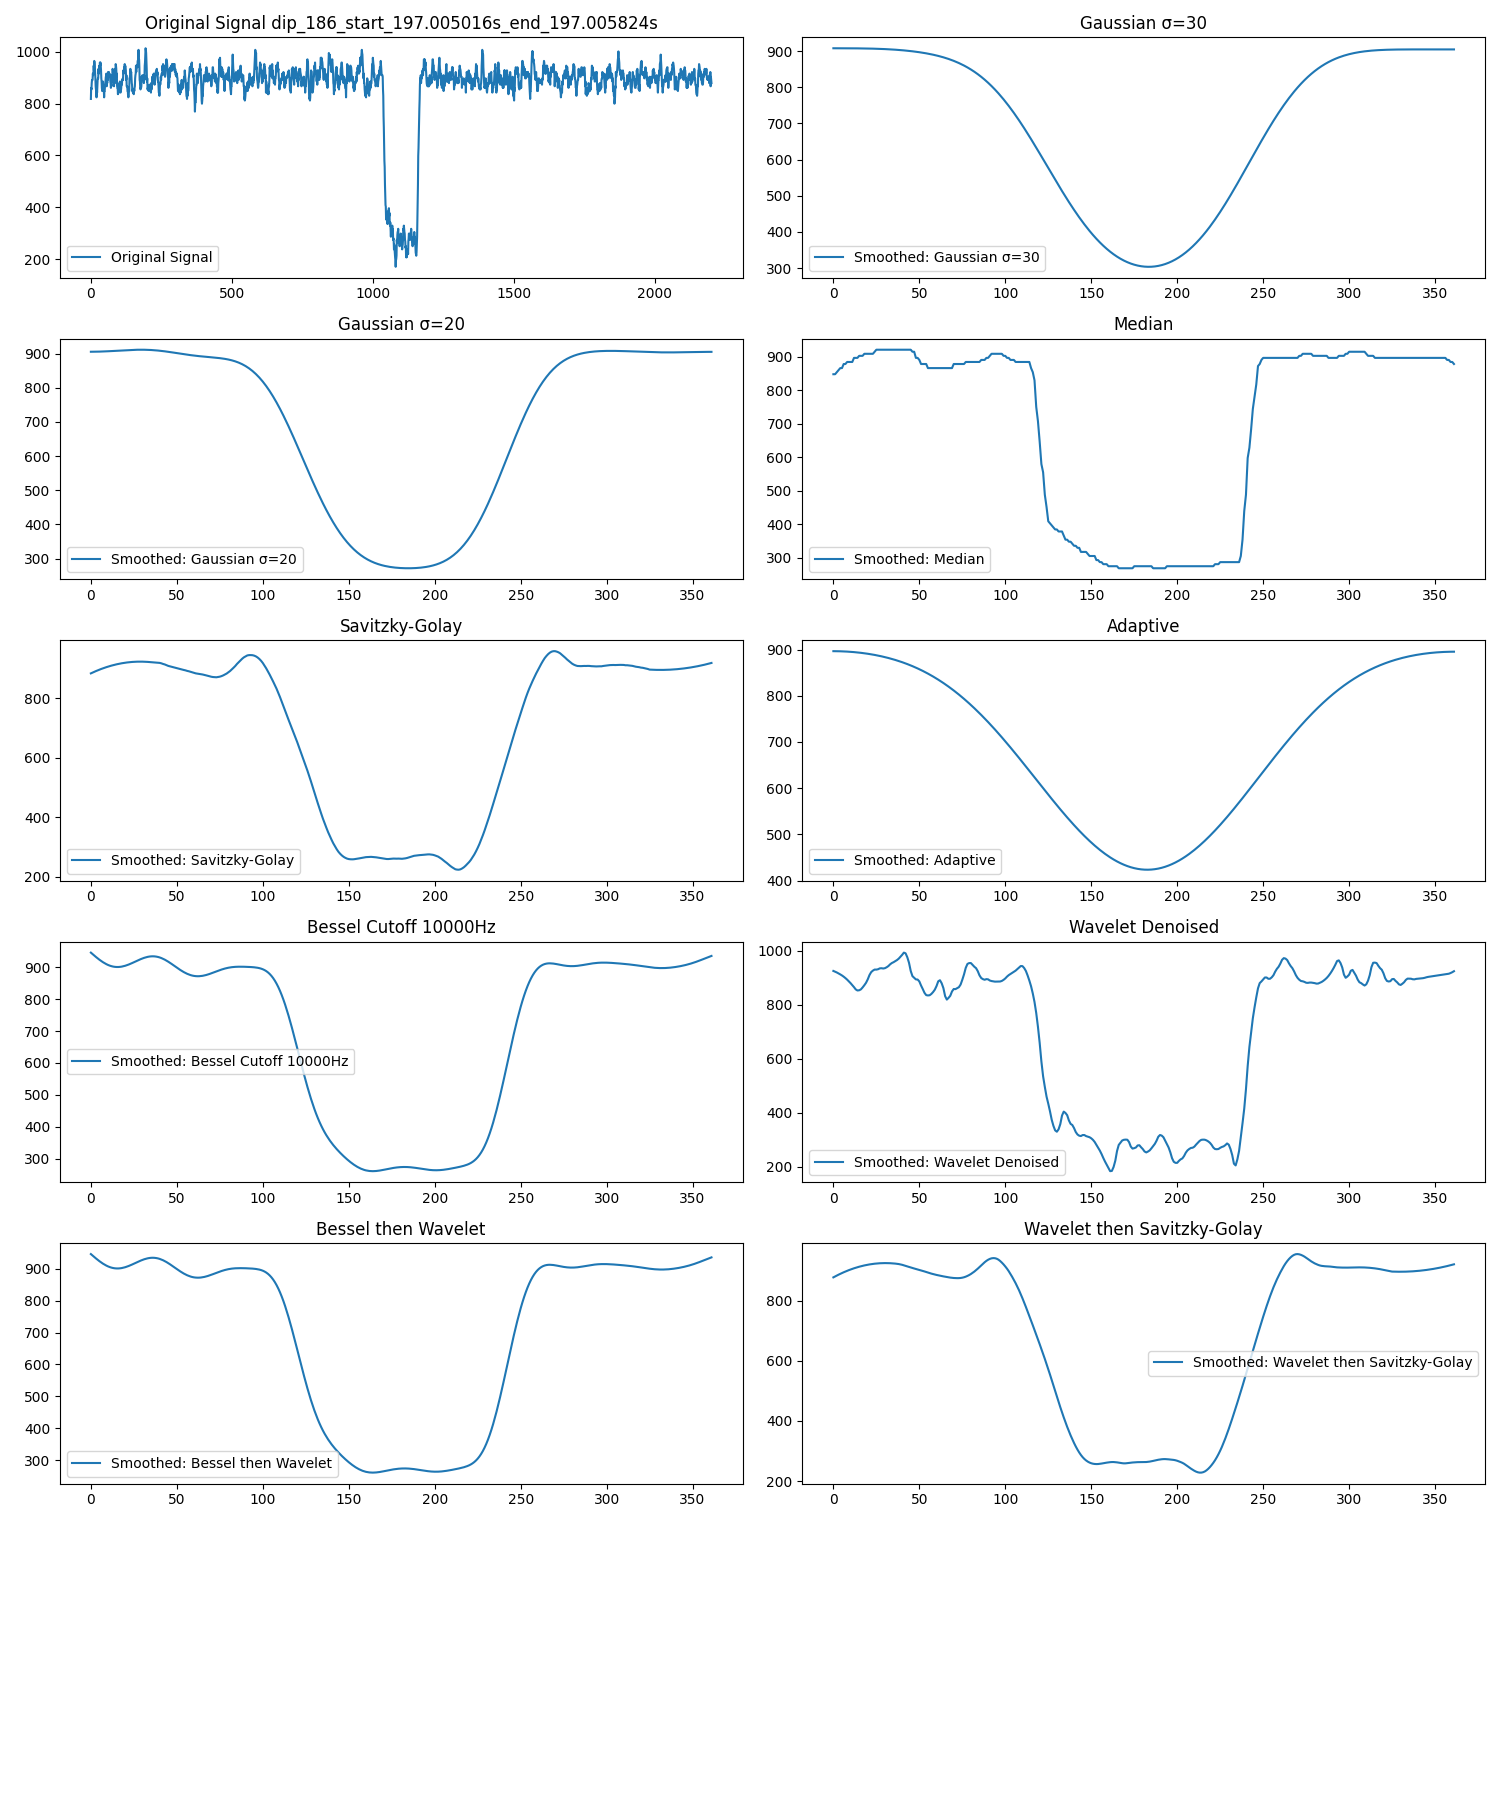 Original Signal dip_186_start_197.005016s_end_197.005824s
1000
800
600
400
200
Original Signal
0 500 1000 1500 2000
Gaussian σ=30
900
800
700
600
500
400
300
Smoothed: Gaussian σ=30
0 50 100 150 200 250 300 350
Gaussian σ=20
900
800
700
600
500
400
300
Smoothed: Gaussian σ=20
0 50 100 150 200 250 300 350
Median
900
800
700
600
500
400
300
Smoothed: Median
0 50 100 150 200 250 300 350
Savitzky-Golay
800
600
400
200
Smoothed: Savitzky-Golay
0 50 100 150 200 250 300 350
Adaptive
900
800
700
600
500
400
Smoothed: Adaptive
0 50 100 150 200 250 300 350
Bessel Cutoff 10000Hz
900
800
700
600
500
400
300
Smoothed: Bessel Cutoff 10000Hz
0 50 100 150 200 250 300 350
Wavelet Denoised
1000
800
600
400
200
Smoothed: Wavelet Denoised
0 50 100 150 200 250 300 350
Bessel then Wavelet
900
800
700
600
500
400
300
Smoothed: Bessel then Wavelet
0 50 100 150 200 250 300 350
Wavelet then Savitzky-Golay
800
600
400
200
Smoothed: Wavelet then Savitzky-Golay
0 50 100 150 200 250 300 350